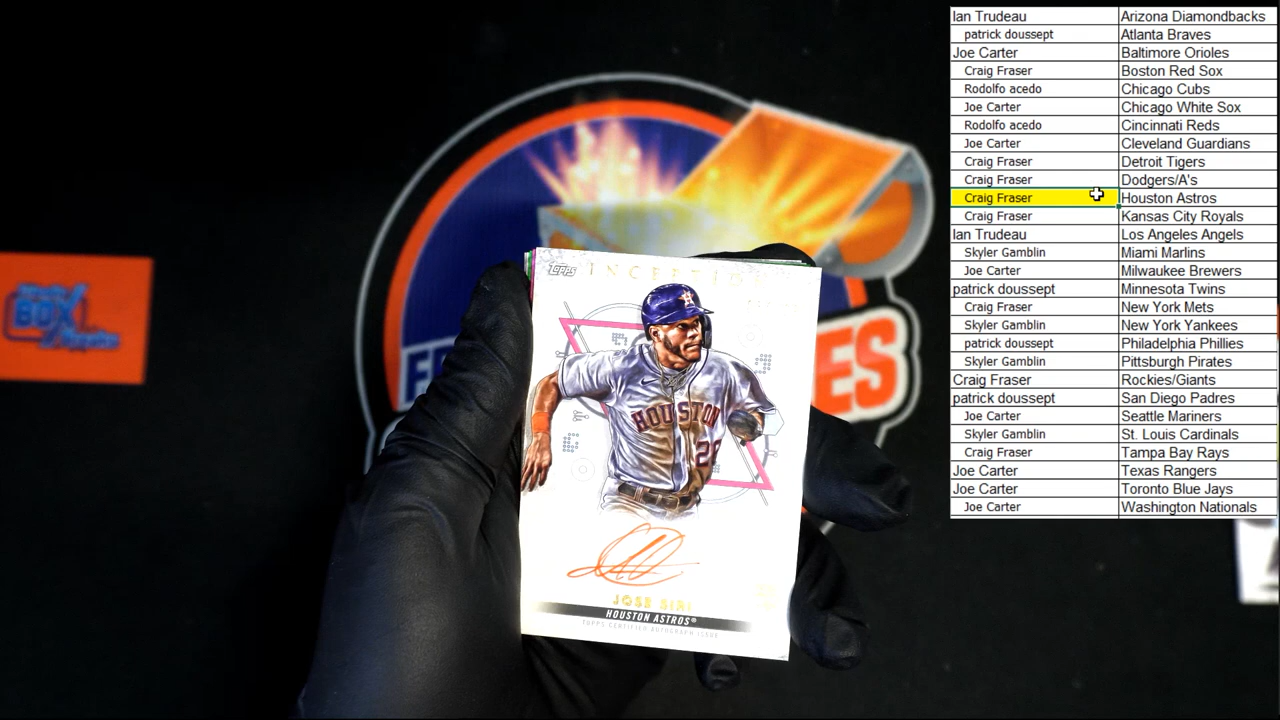 Ian Trudeau Arizona Diamondbacks
patrick doussept Atlanta Braves
Joe Carter Baltimore Orioles
Craig Fraser Boston Red Sox
Rodolfo acedo Chicago Cubs
Joe Carter Chicago White Sox
Rodolfo acedo Cincinnati Reds
Joe Carter Cleveland Guardians
Craig Fraser Detroit Tigers
Craig Fraser Dodgers/A's
Craig Fraser Houston Astros
Craig Fraser Kansas City Royals
Ian Trudeau Los Angeles Angels
Skyler Gamblin Miami Marlins
Joe Carter Milwaukee Brewers
patrick doussept Minnesota Twins
Craig Fraser New York Mets
Skyler Gamblin New York Yankees
patrick doussept Philadelphia Phillies
Skyler Gamblin Pittsburgh Pirates
Craig Fraser Rockies/Giants
patrick doussept San Diego Padres
Joe Carter Seattle Mariners
Skyler Gamblin St. Louis Cardinals
Craig Fraser Tampa Bay Rays
Joe Carter Texas Rangers
Joe Carter Toronto Blue Jays
Joe Carter Washington Nationals
TOPPS INCEPTION
HOUSTON
JOSE SIRI
HOUSTON ASTROS®
TOPPS CERTIFIED AUTOGRAPH ISSUE
BOX